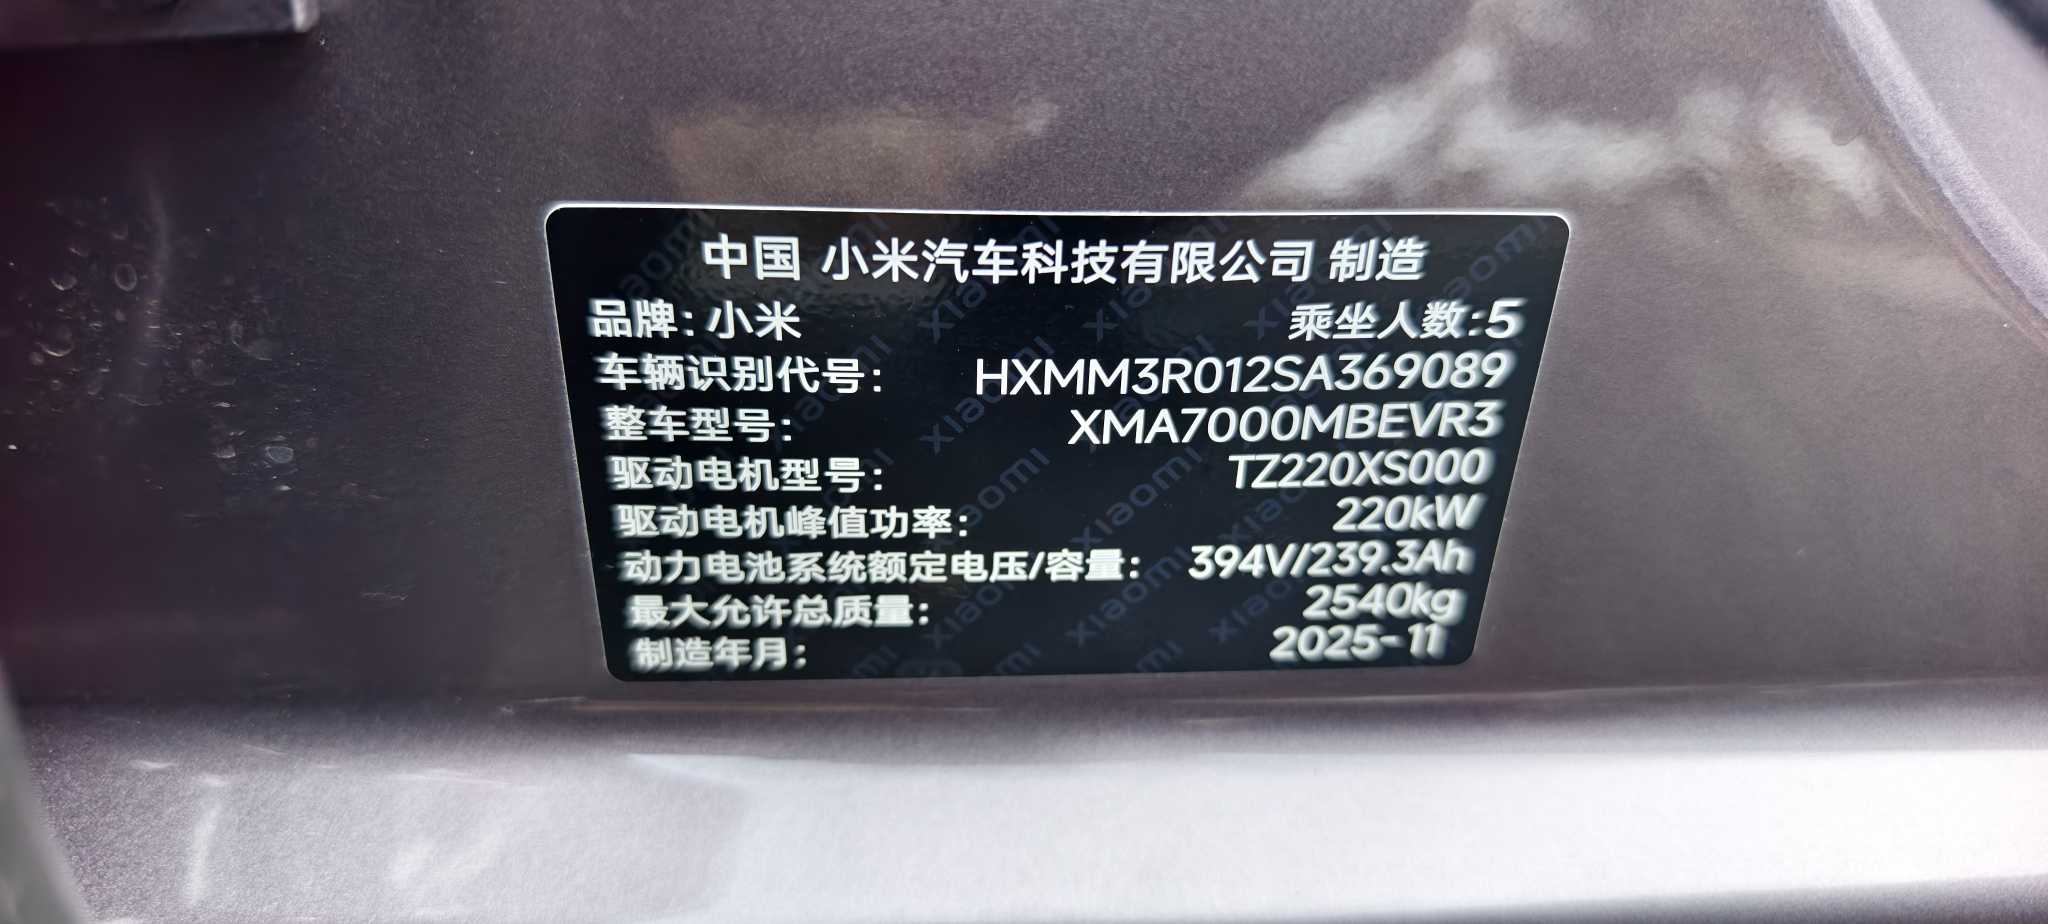 中国 小米汽车科技有限公司 制造
品牌：小米 乘坐人数：5
车辆识别代号： HXMM3R012SA369089
整车型号： XMA7000MBEVR3
驱动电机型号： TZ220XS000
驱动电机峰值功率： 220kW
动力电池系统额定电压/容量： 394V/239.3Ah
最大允许总质量： 2540kg
制造年月： 2025-11